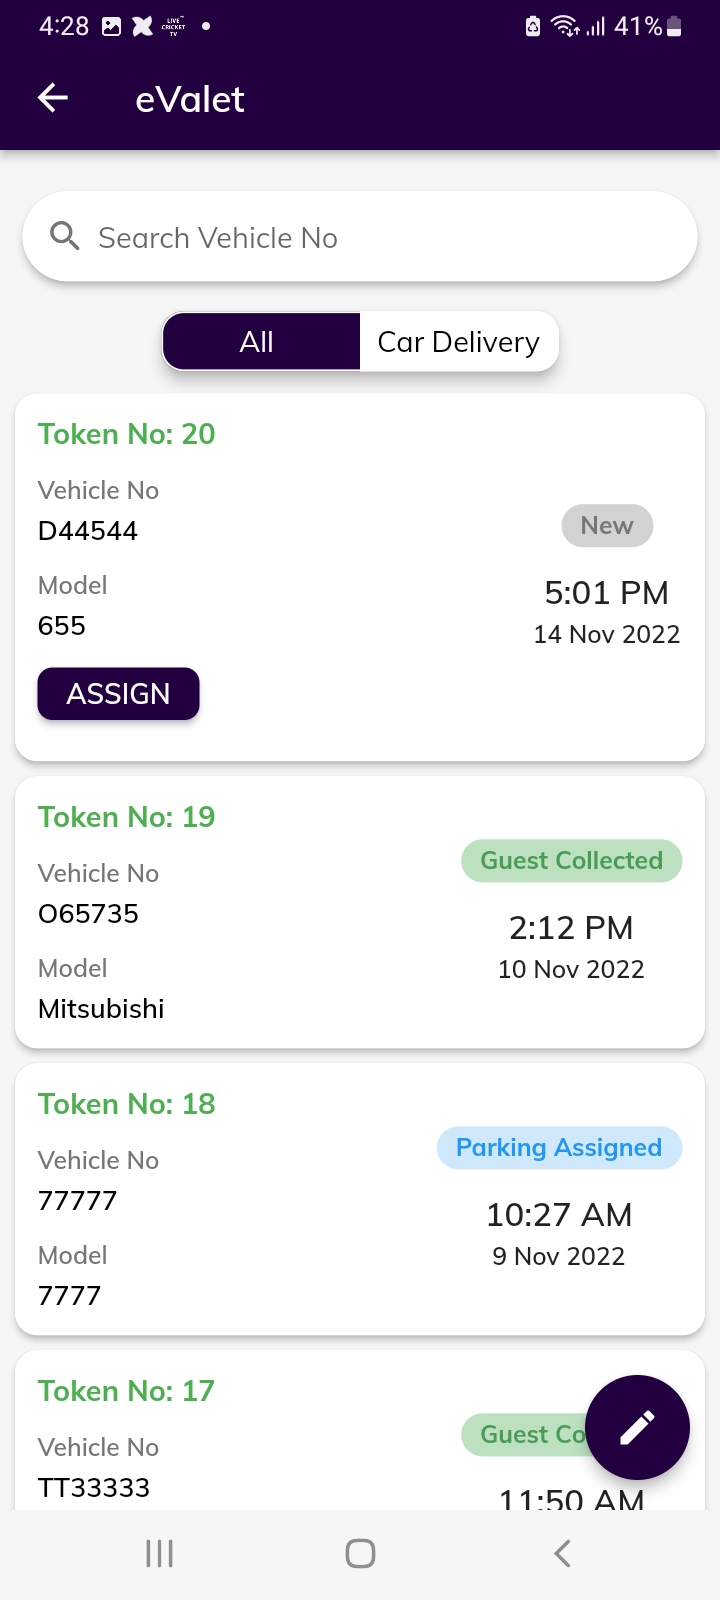 4:28 LIVE CRICKET TV 41%
eValet
Search Vehicle No
All Car Delivery
Token No: 20
Vehicle No
D44544
New
Model
5:01 PM
655
14 Nov 2022
ASSIGN
Token No: 19
Guest Collected
Vehicle No
O65735
2:12 PM
Model
10 Nov 2022
Mitsubishi
Token No: 18
Parking Assigned
Vehicle No
77777
10:27 AM
Model
9 Nov 2022
7777
Token No: 17
Guest Co
Vehicle No
TT33333
11:50 AM